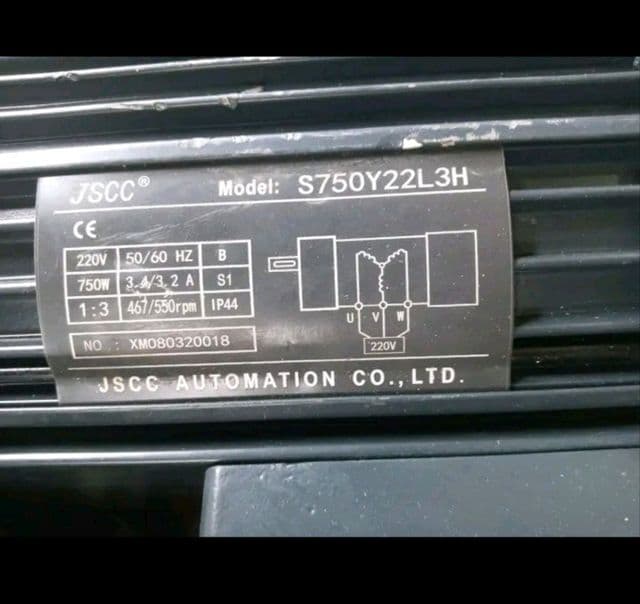 JSCC® Model: S750Y22L3H
CE
220V 50/60 HZ B
750W 3.4/3.2 A S1
1:3 467/550rpm IP44
NO.: XM080320018
U V W
220V
JSCC AUTOMATION CO.,LTD.